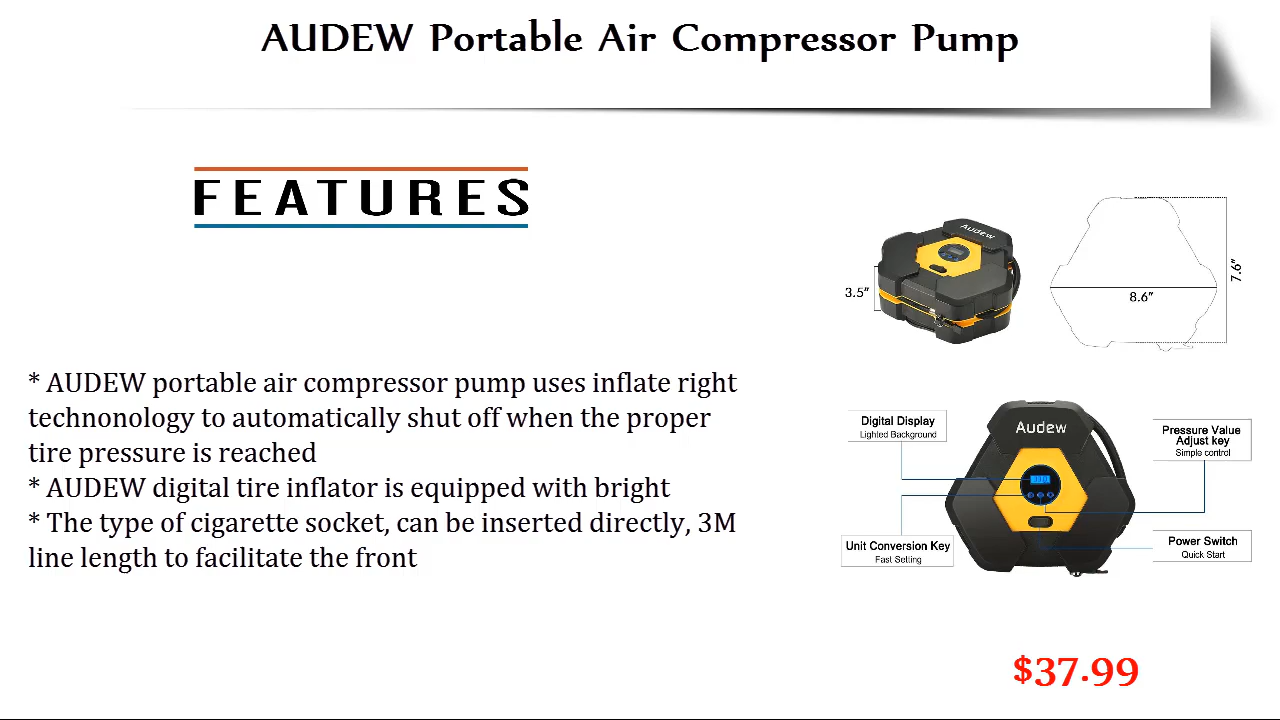 AUDEW Portable Air Compressor Pump
FEATURES
* AUDEW portable air compressor pump uses inflate right
technonology to automatically shut off when the proper
tire pressure is reached
* AUDEW digital tire inflator is equipped with bright
* The type of cigarette socket, can be inserted directly, 3M
line length to facilitate the front
Audew
3.5″
8.6″
7.6″
Digital Display
Lighted Background
Audew
Pressure Value
Adjust key
Simple control
Unit Conversion Key
Fast Setting
Power Switch
Quick Start
$37.99